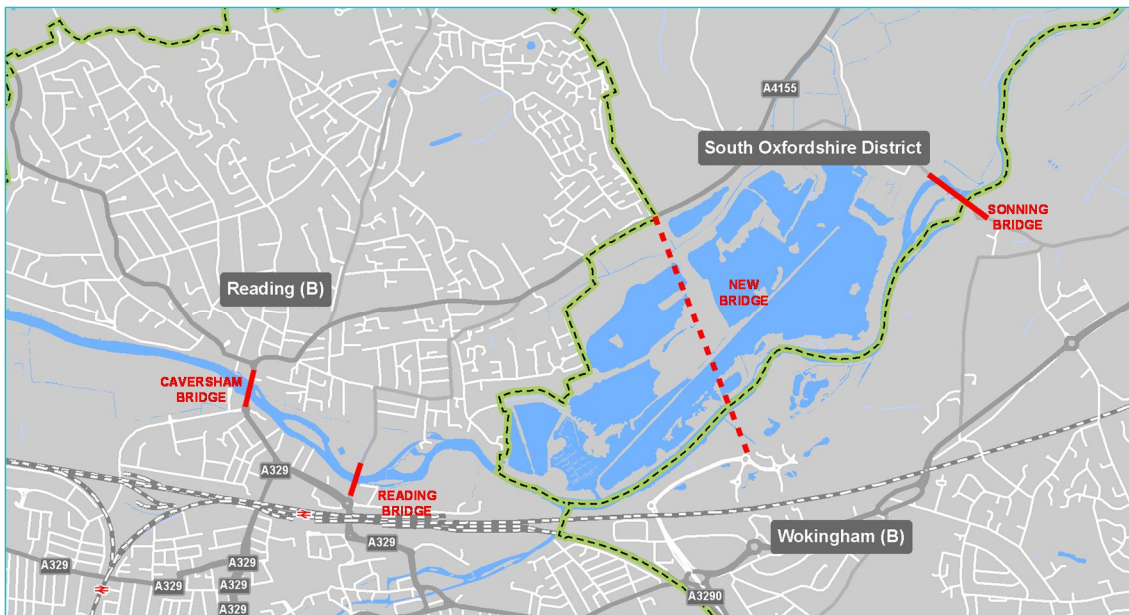 A4155
South Oxfordshire District
SONNING
BRIDGE
Reading (B)
NEW
BRIDGE
CAVERSHAM
BRIDGE
A329
READING
BRIDGE
A329
Wokingham (B)
A329
A329
A329
A329
A329
A3290